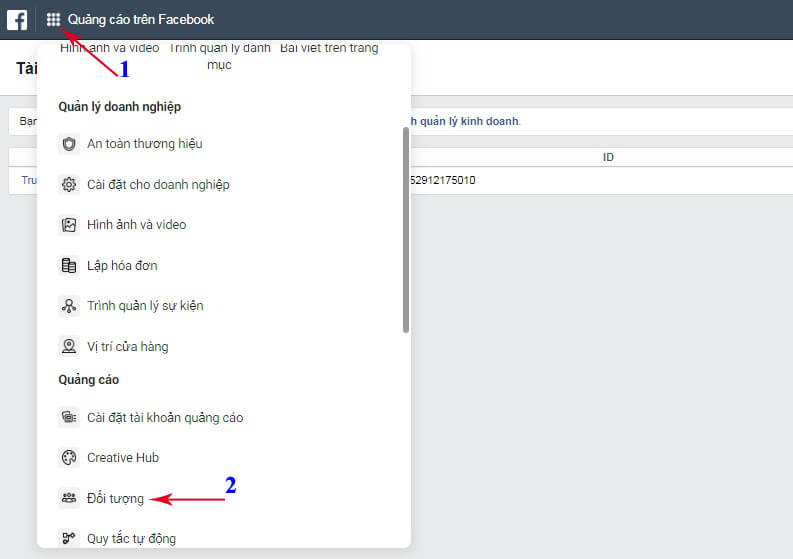 Quảng cáo trên Facebook
1
Hình ảnh và video Trình quản lý danh mục Bài viết trên trang
Tài
Quản lý doanh nghiệp
Bạn h quản lý kinh doanh.
An toàn thương hiệu
ID
Tru 52912175010
Cài đặt cho doanh nghiệp
Hình ảnh và video
Lập hóa đơn
Trình quản lý sự kiện
Vị trí cửa hàng
Quảng cáo
Cài đặt tài khoản quảng cáo
Creative Hub
Đối tượng
2
Quy tắc tự động